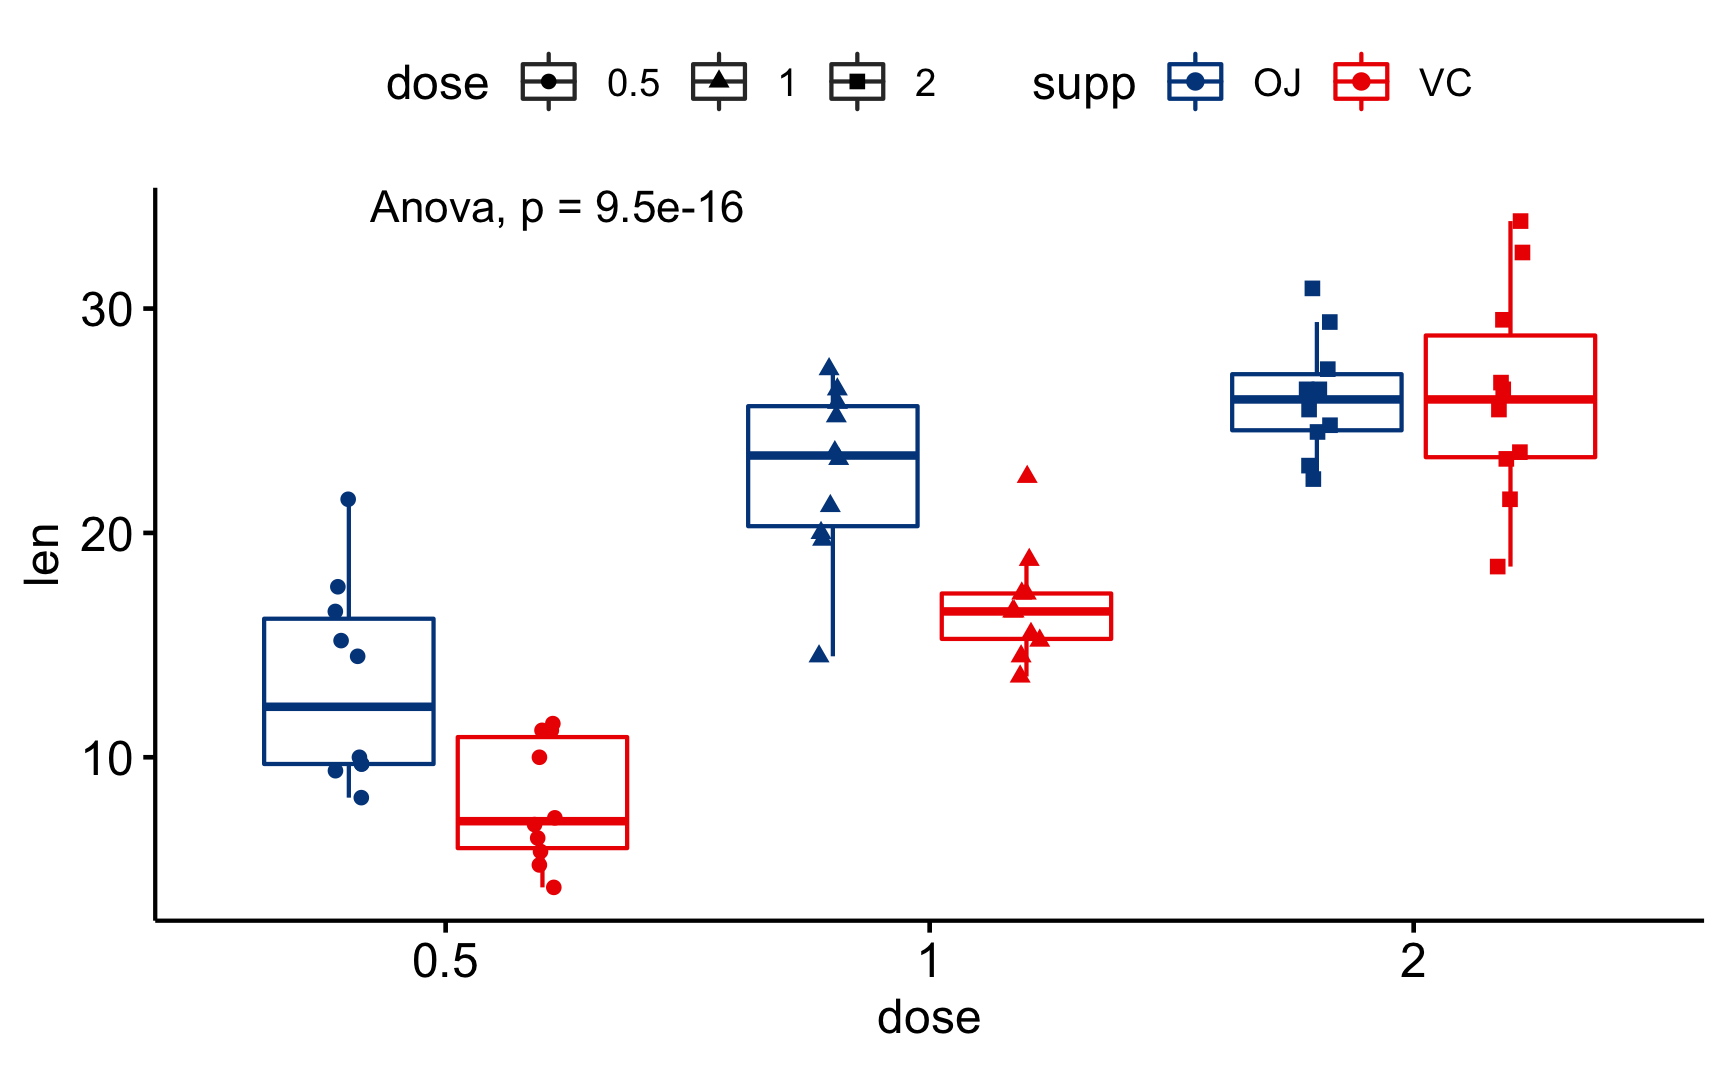 dose 0.5 1 2 supp OJ VC
Anova, p = 9.5e-16
30
20
10
len
0.5 1 2
dose